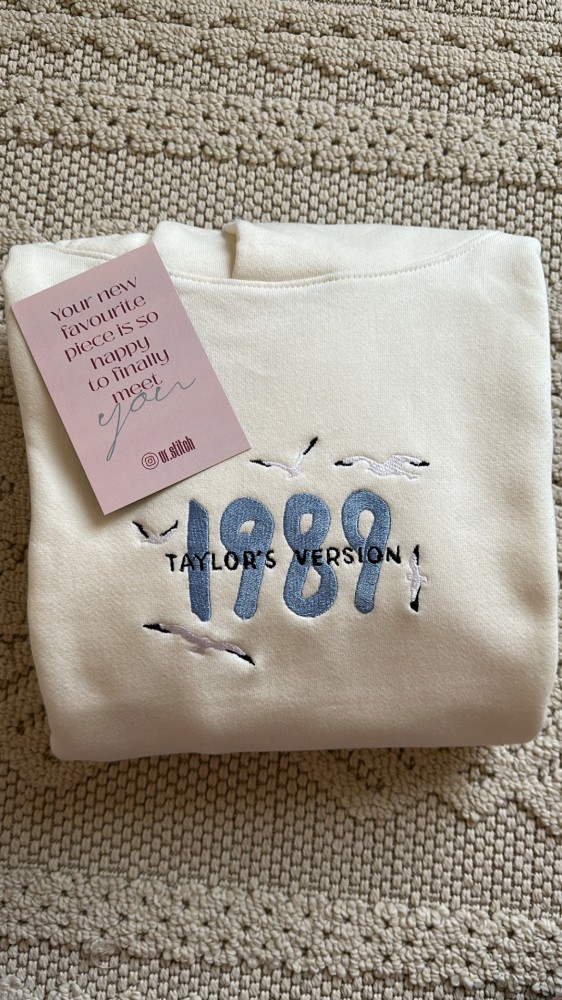 Your new
favourite
piece is so
happy
to finally
meet
you
w.stitch
1989
TAYLOR'S VERSION